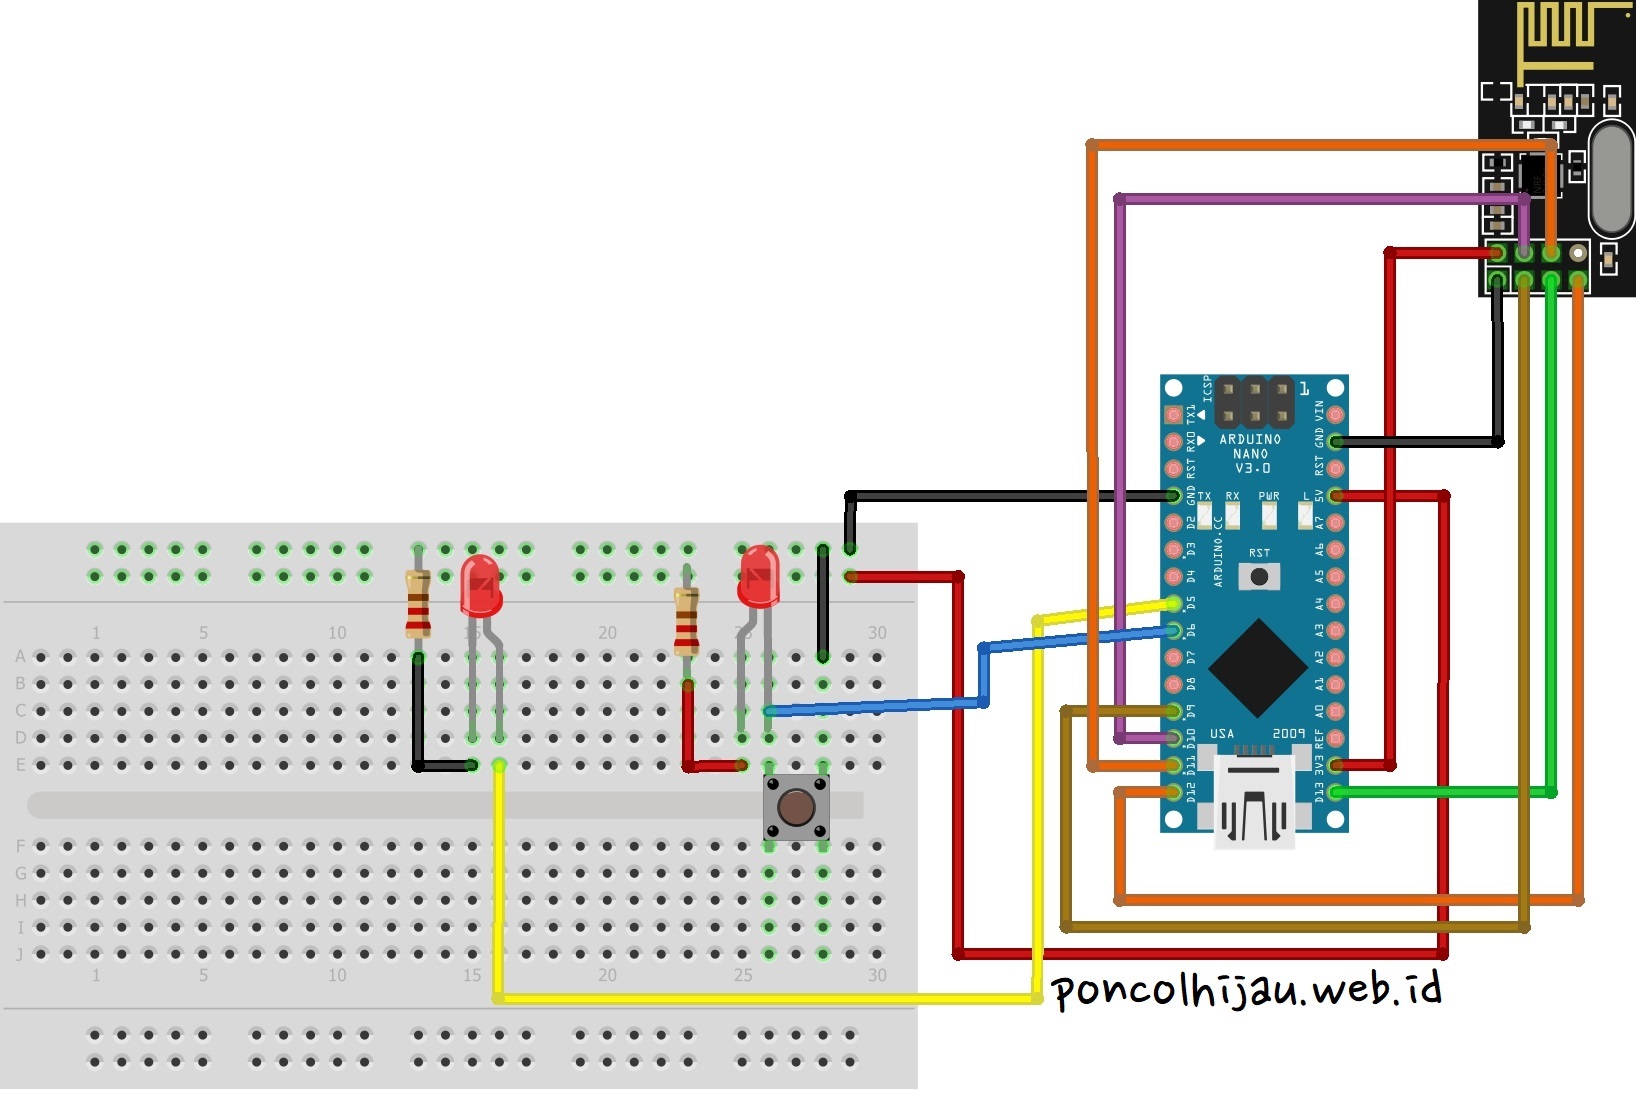 ICSP
1
TX1
RX0
RST
GND
D2
D3
D4
D5
D6
D7
D8
D9
D10
D11
D12
ARDUINO
NANO
V3.0
TX RX PWR L
ARDUINO.CC
RST
USA 2009
VIN
GND
RST
5V
A7
A6
A5
A4
A3
A2
A1
A0
REF
3V3
D13
1 5 10 15 20 25 30
A
B
C
D
E
F
G
H
I
J
1 5 10 15 20 25 30
poncolhijau.web.id